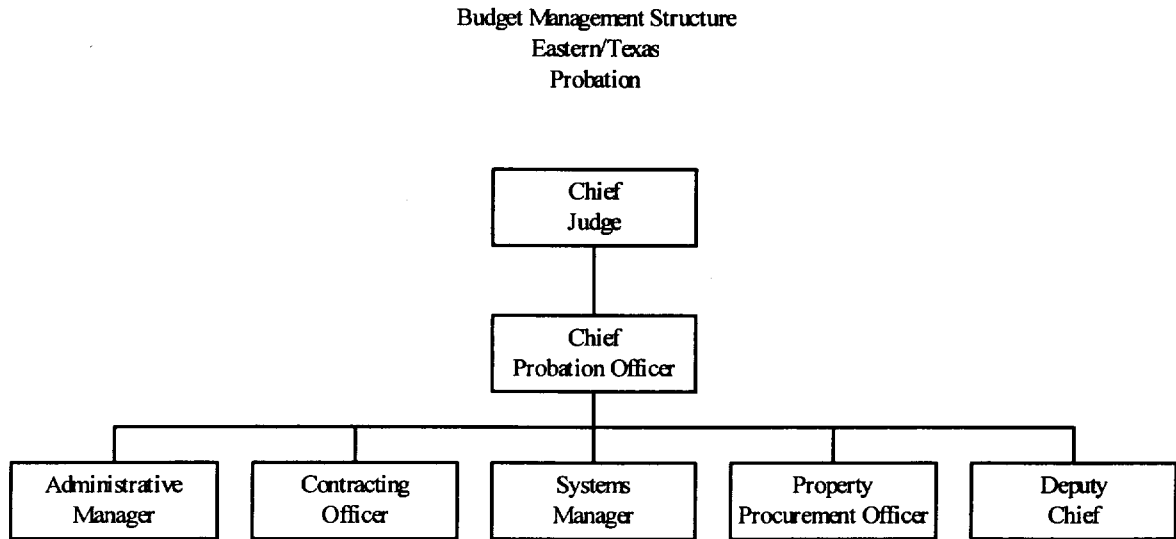 Budget Management Structure
Eastern/Texas
Probation
Chief
Judge
Chief
Probation Officer
Administrative
Manager
Contracting
Officer
Systems
Manager
Property
Procurement Officer
Deputy
Chief